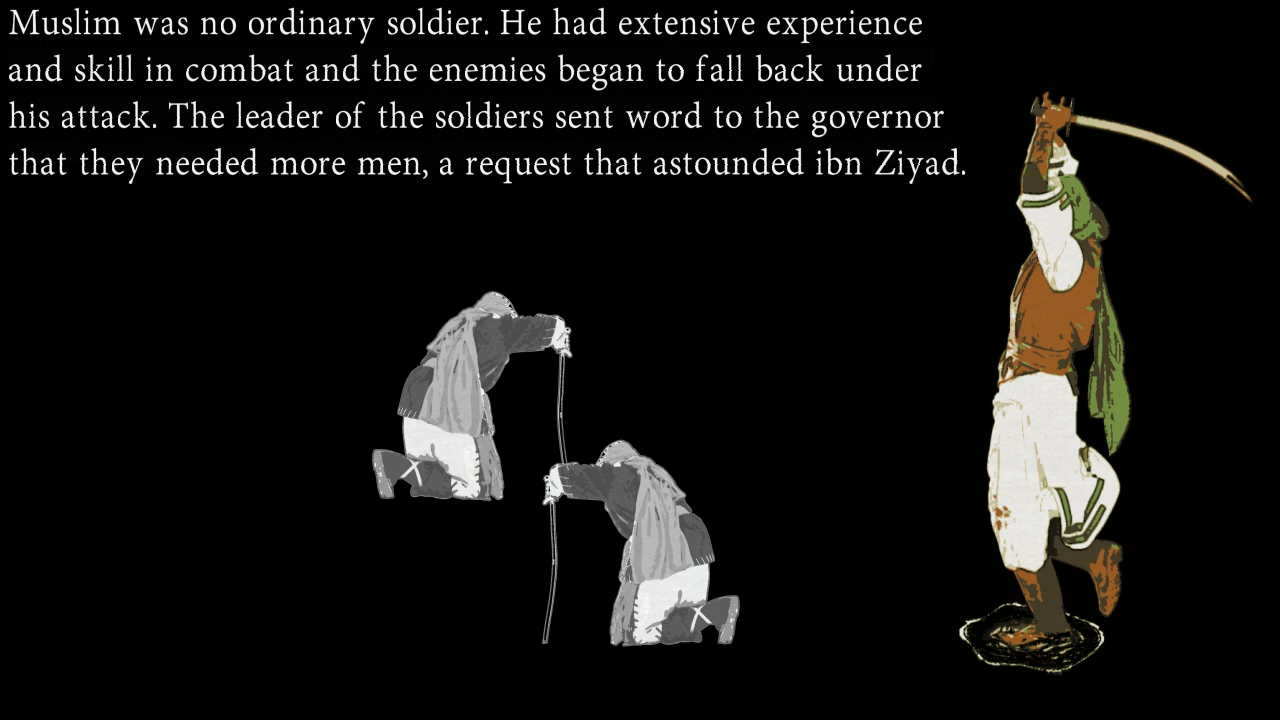 Muslim was no ordinary soldier. He had extensive experience
and skill in combat and the enemies began to fall back under
his attack. The leader of the soldiers sent word to the governor
that they needed more men, a request that astounded ibn Ziyad.